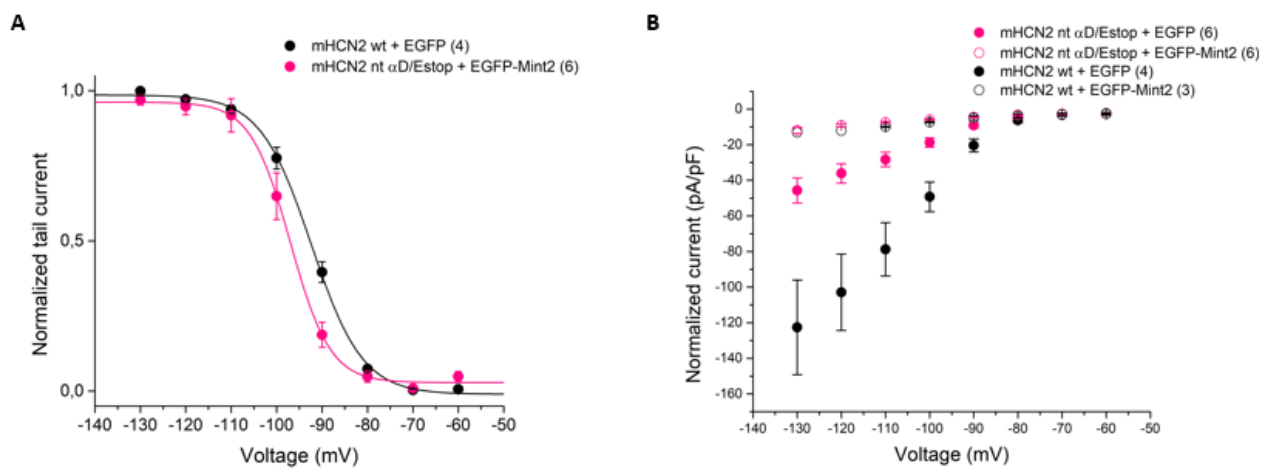 A
mHCN2 wt + EGFP (4)
mHCN2 nt αD/Estop + EGFP-Mint2 (6)
1,0
0,5
0,0
Normalized tail current
-140 -130 -120 -110 -100 -90 -80 -70 -60 -50
Voltage (mV)
B
mHCN2 nt αD/Estop + EGFP (6)
mHCN2 nt αD/Estop + EGFP-Mint2 (6)
mHCN2 wt + EGFP (4)
mHCN2 wt + EGFP-Mint2 (3)
0
-20
-40
-60
-80
-100
-120
-140
-160
Normalized current (pA/pF)
-140 -130 -120 -110 -100 -90 -80 -70 -60 -50
Voltage (mV)